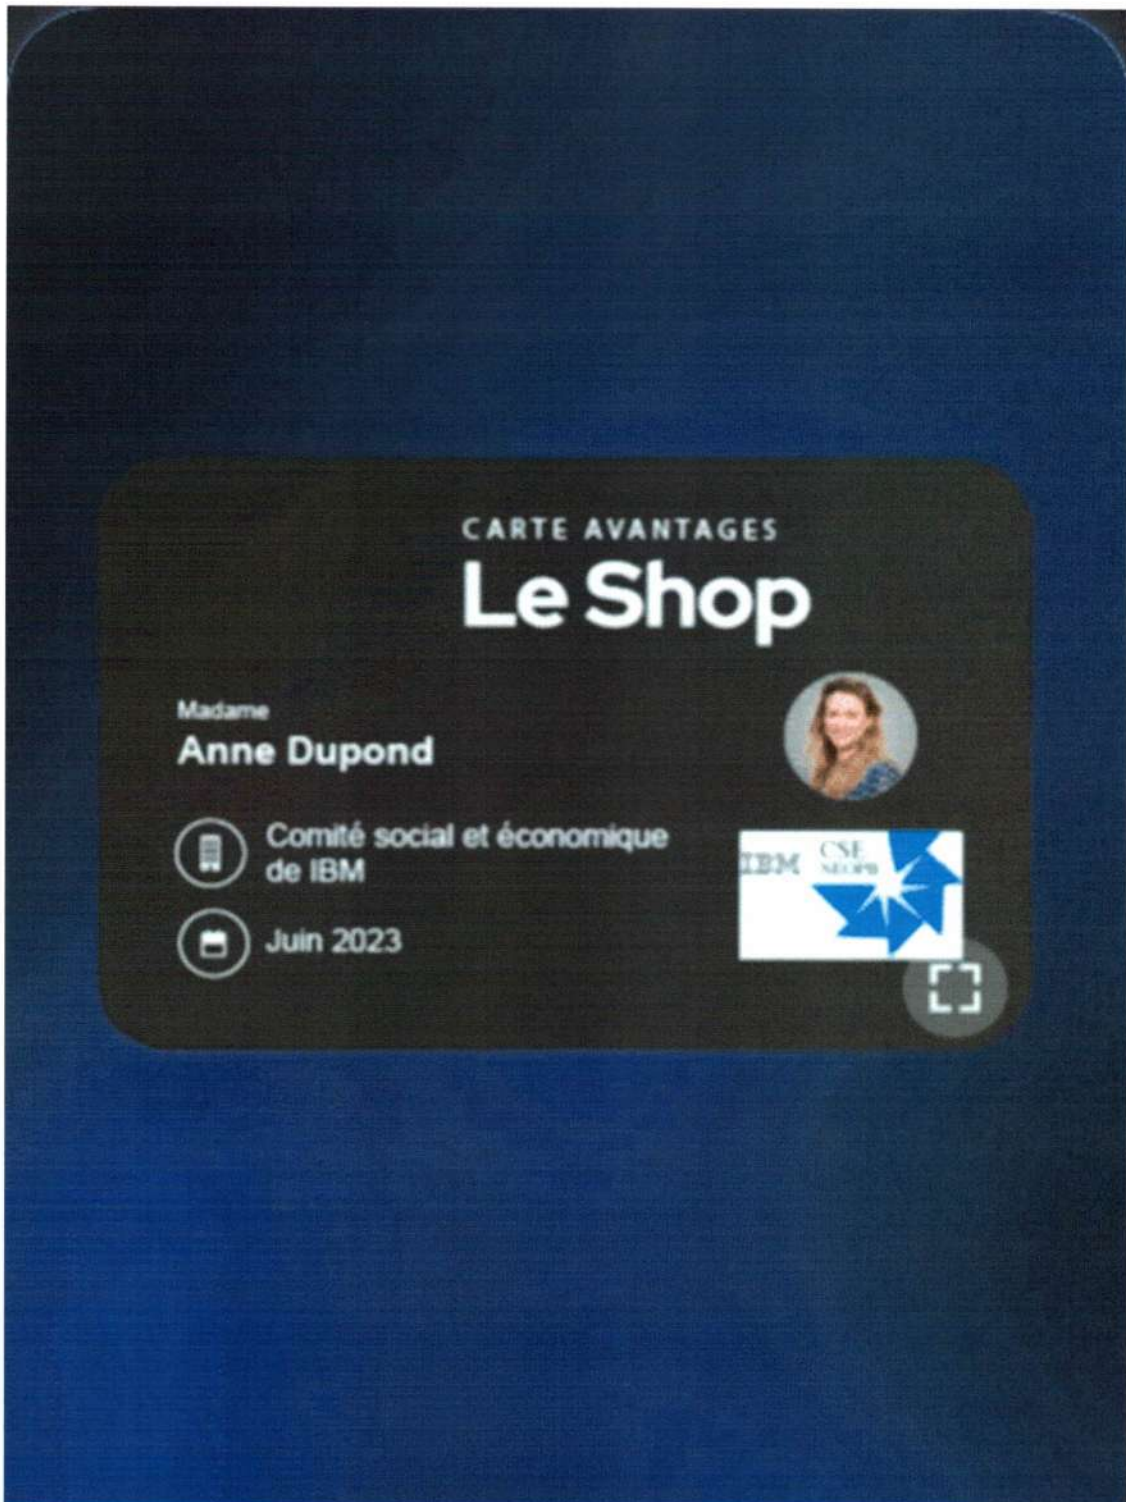 CARTE AVANTAGES
Le Shop
Madame
Anne Dupond
Comité social et économique
de IBM
Juin 2023
IBM
CSE